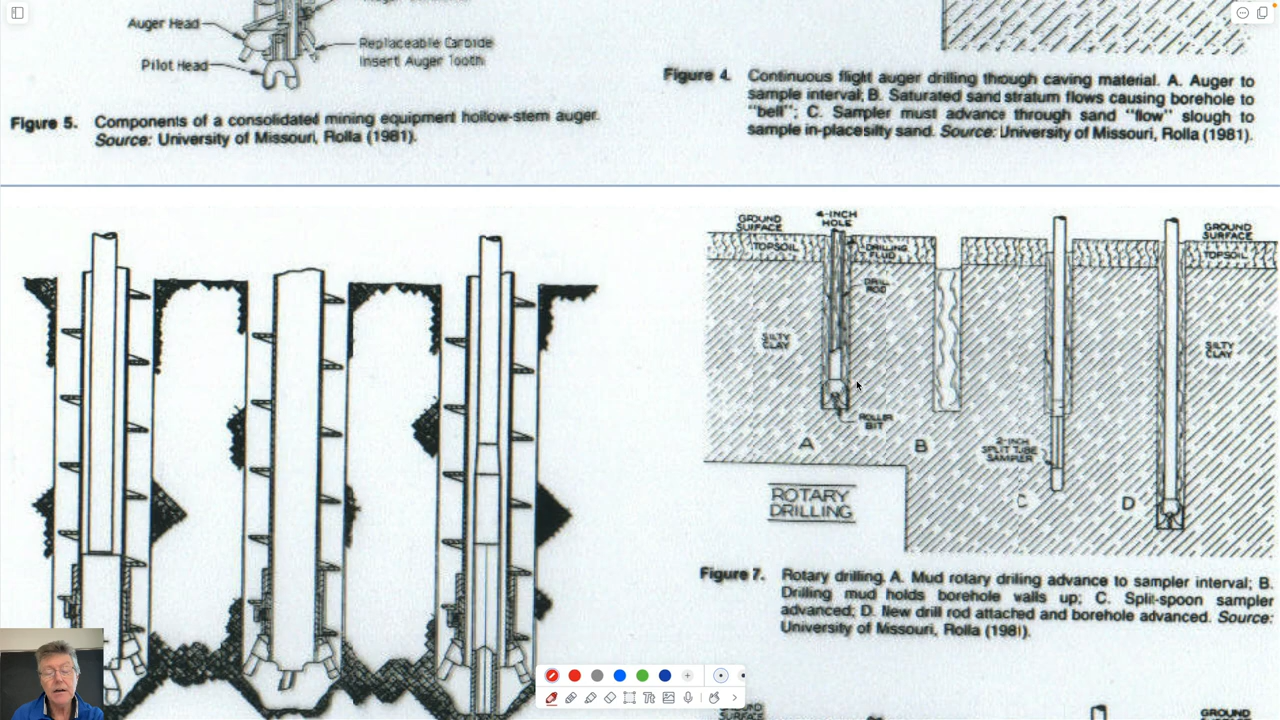 Auger Head
Replaceable Carbide
Insert Auger Tooth
Pilot Head
Figure 5. Components of a consolidated mining equipment hollow-stem auger.
Source: University of Missouri, Rolla (1981).
Figure 4. Continuous flight auger drilling through caving material. A. Auger to
sample interval; B. Saturated sand stratum flows causing borehole to
"bell"; C. Sampler must advance through sand "flow" slough to
sample in-placesilty sand. Source: University of Missouri, Rolla (1981).
GROUND
SURFACE
4-INCH
HOLE
TOPSOIL
DRILLING
FLUID
DRILL
ROD
SILTY
CLAY
ROLLER
BIT
A
B
2-INCH
SPLIT TUBE
SAMPLER
C
D
GROUND
SURFACE
TOPSOIL
SILTY
CLAY
ROTARY
DRILLING
Figure 7. Rotary drilling. A. Mud rotary drilling advance to sampler interval; B.
Drilling mud holds borehole walls up; C. Split-spoon sampler
advanced; D. New drill rod attached and borehole advanced. Source:
University of Missouri, Rolla (1981).
SURFACE
GROUND